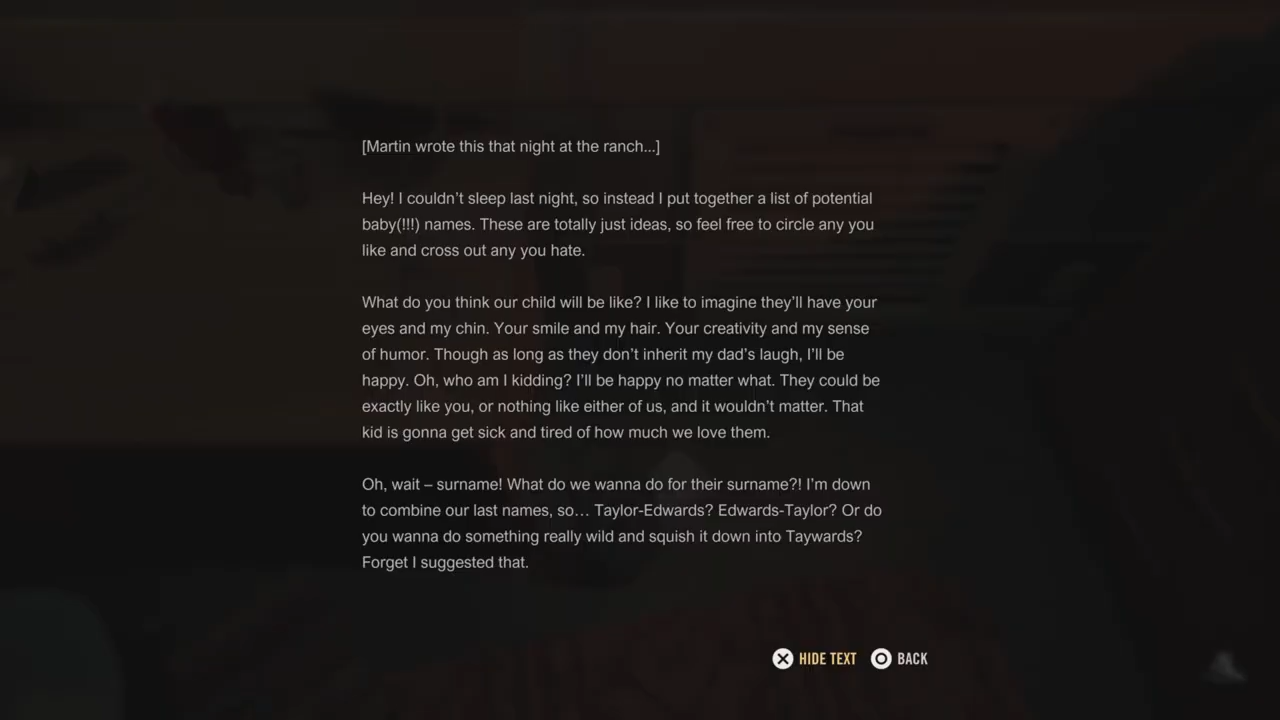 [Martin wrote this that night at the ranch...]
Hey! I couldn’t sleep last night, so instead I put together a list of potential
baby(!!!) names. These are totally just ideas, so feel free to circle any you
like and cross out any you hate.
What do you think our child will be like? I like to imagine they’ll have your
eyes and my chin. Your smile and my hair. Your creativity and my sense
of humor. Though as long as they don’t inherit my dad’s laugh, I’ll be
happy. Oh, who am I kidding? I’ll be happy no matter what. They could be
exactly like you, or nothing like either of us, and it wouldn’t matter. That
kid is gonna get sick and tired of how much we love them.
Oh, wait – surname! What do we wanna do for their surname?! I’m down
to combine our last names, so… Taylor-Edwards? Edwards-Taylor? Or do
you wanna do something really wild and squish it down into Taywards?
Forget I suggested that.
HIDE TEXT BACK